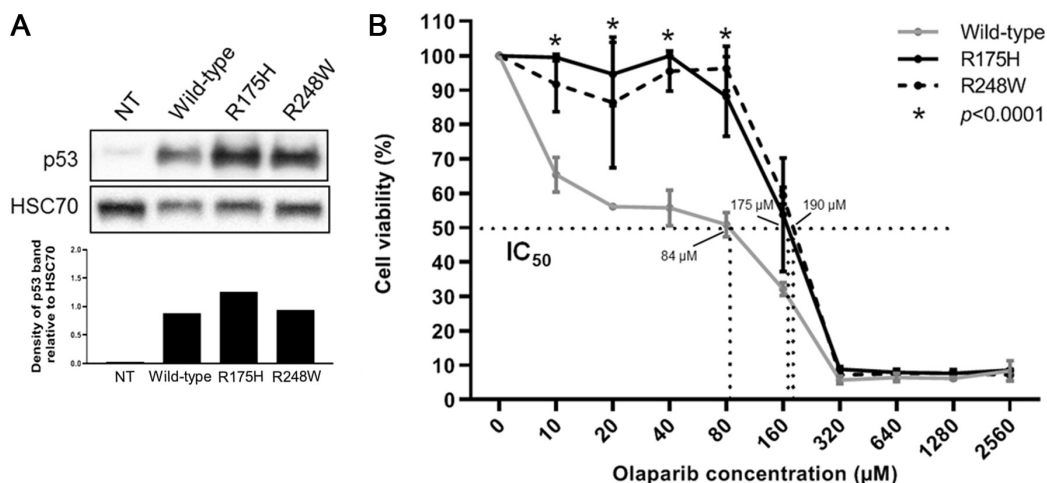 A
NT
Wild-type
R175H
R248W
p53
HSC70
Density of p53 band
relative to HSC70
2.0
1.5
1.0
0.5
0.0
NT Wild-type R175H R248W
B
Cell viability (%)
110
100
90
80
70
60
50
40
30
20
10
0
* * * *
Wild-type
R175H
R248W
* p<0.0001
175 µM
190 µM
84 µM
IC50
0 10 20 40 80 160 320 640 1280 2560
Olaparib concentration (µM)